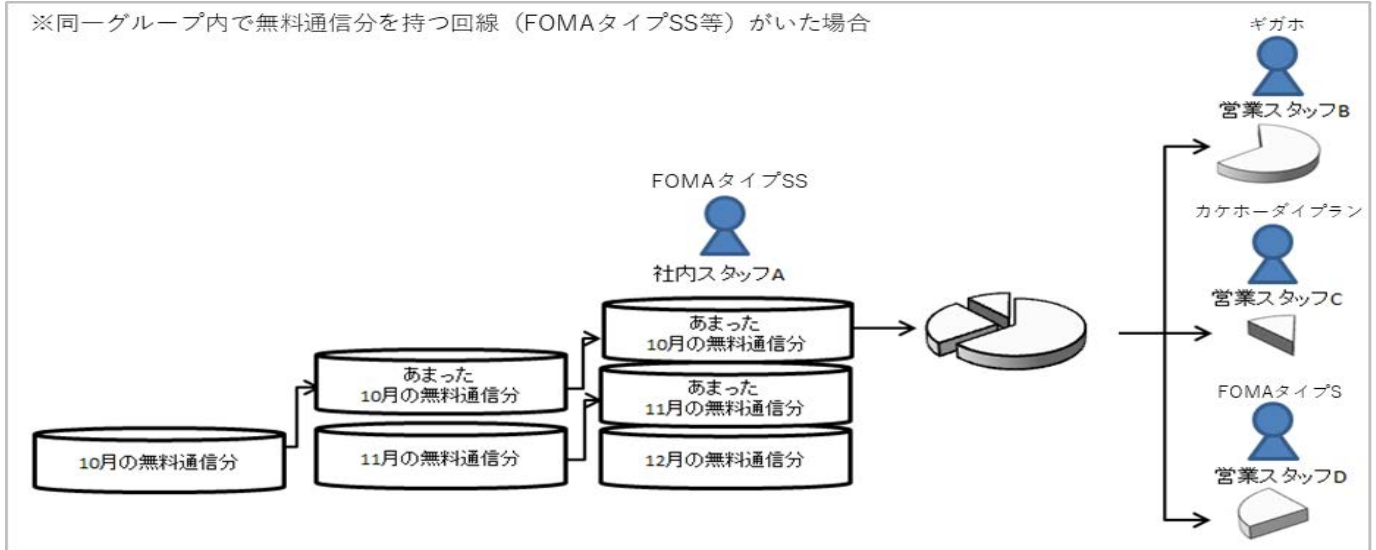 ※同一グループ内で無料通信分を持つ回線（FOMAタイプSS等）がいた場合
ギガホ
営業スタッフB
FOMAタイプSS
社内スタッフA
カケホーダイプラン
営業スタッフC
あまった
10月の無料通信分
あまった
10月の無料通信分
あまった
11月の無料通信分
10月の無料通信分
11月の無料通信分
12月の無料通信分
FOMAタイプS
営業スタッフD